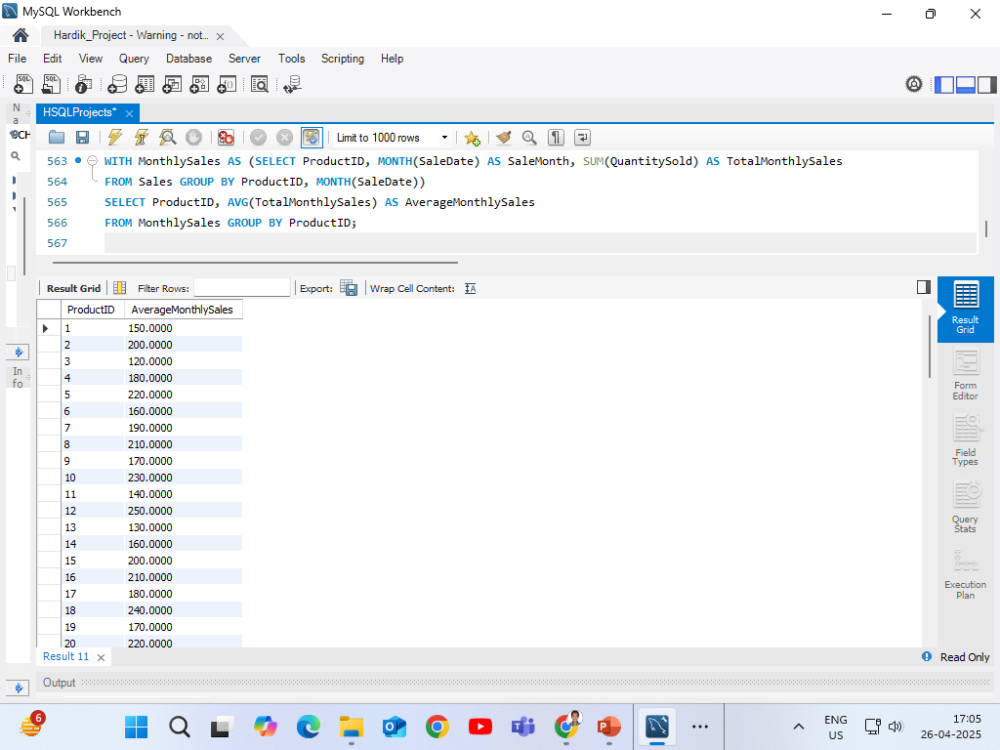 MySQL Workbench
Hardik_Project - Warning - not...
File Edit View Query Database Server Tools Scripting Help
HSQLProjects*
N
a
CH
Limit to 1000 rows
563 WITH MonthlySales AS (SELECT ProductID, MONTH(SaleDate) AS SaleMonth, SUM(QuantitySold) AS TotalMonthlySales
564 FROM Sales GROUP BY ProductID, MONTH(SaleDate))
565 SELECT ProductID, AVG(TotalMonthlySales) AS AverageMonthlySales
566 FROM MonthlySales GROUP BY ProductID;
567
Result Grid Filter Rows: Export: Wrap Cell Content: IA
ProductID AverageMonthlySales
1 150.0000
2 200.0000
3 120.0000
4 180.0000
5 220.0000
6 160.0000
7 190.0000
8 210.0000
9 170.0000
10 230.0000
11 140.0000
12 250.0000
13 130.0000
14 160.0000
15 200.0000
16 210.0000
17 180.0000
18 240.0000
19 170.0000
20 220.0000
In
fo
Result
Grid
Form
Editor
Field
Types
Query
Stats
Execution
Plan
Result 11
Read Only
Output
6
ENG
US
17:05
26-04-2025